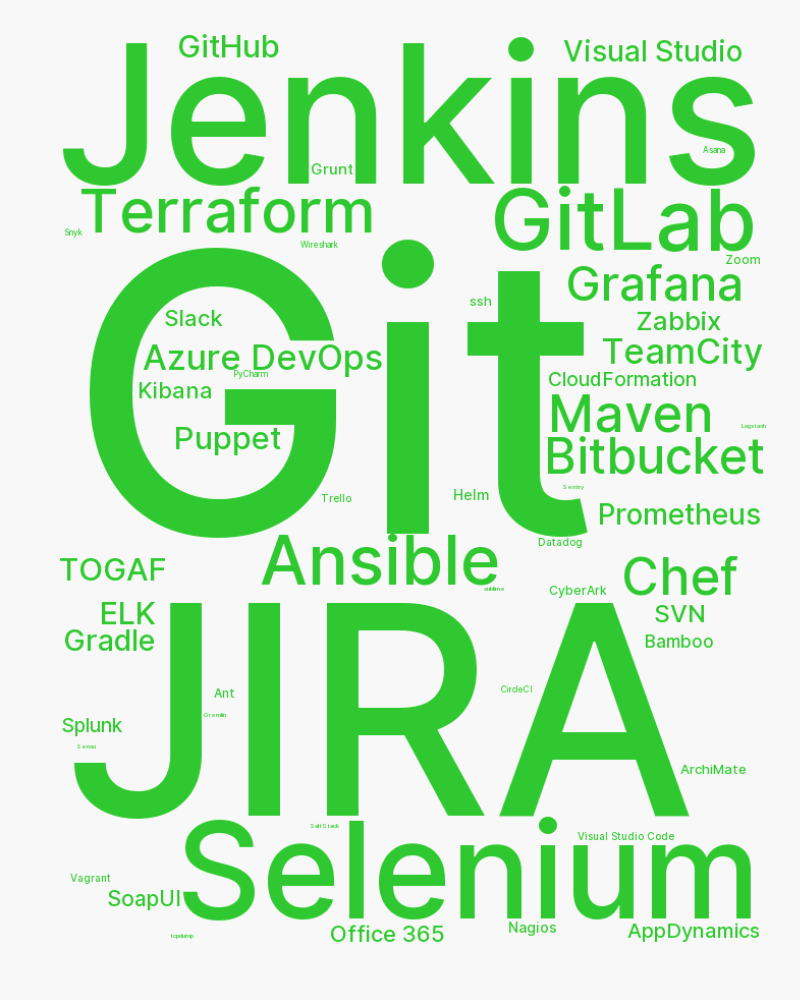 GitHub
Visual Studio
Jenkins
Asana
Grunt
Terraform
GitLab
Snyk
Wireshark
Zoom
Grafana
ssh
Git
Slack
Zabbix
Azure DevOps
TeamCity
PyCharm
CloudFormation
Kibana
Maven
Logstash
Puppet
Bitbucket
Sentry
Trello
Helm
Prometheus
Datadog
Ansible
TOGAF
Chef
sublime
CyberArk
ELK
SVN
Gradle
Bamboo
JIRA
CircleCI
Ant
Gremlin
Splunk
Sensu
ArchiMate
Salt Stack
Selenium
Visual Studio Code
Vagrant
SoapUI
Nagios
AppDynamics
Office 365
tcpdump